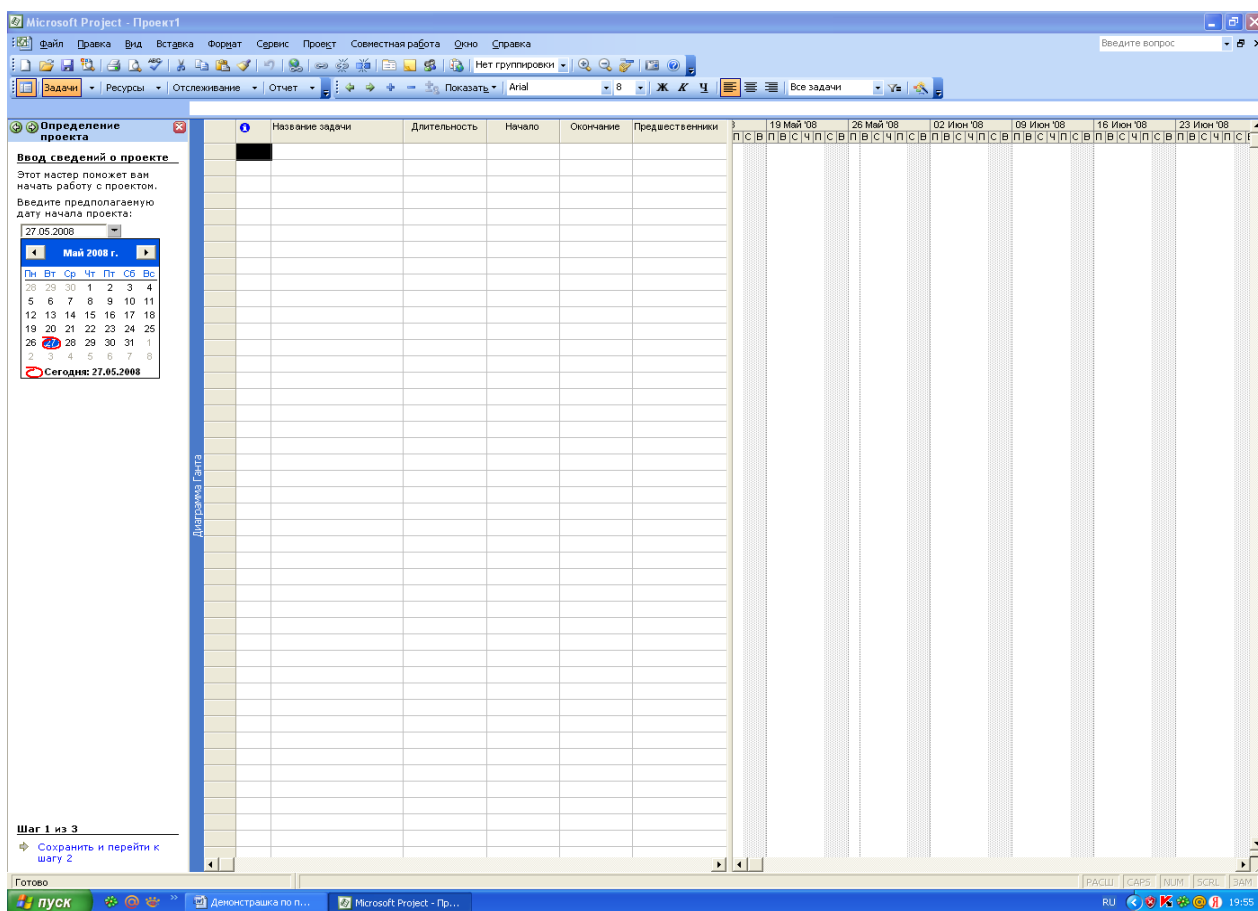 Microsoft Project - Проект1
Файл Правка Вид Вставка Формат Сервис Проект Совместная работа Окно Справка Введите вопрос
Нет группировки
Задачи Ресурсы Отслеживание Отчет Показать Arial 8 Ж К Ч Все задачи
Определение проекта
Ввод сведений о проекте
Этот мастер поможет вам
начать работу с проектом.
Введите предполагаемую
дату начала проекта:
27.05.2008
Май 2008 г.
Пн Вт Ср Чт Пт Сб Вс
28 29 30 1 2 3 4
5 6 7 8 9 10 11
12 13 14 15 16 17 18
19 20 21 22 23 24 25
26 27 28 29 30 31 1
2 3 4 5 6 7 8
Сегодня: 27.05.2008
Шаг 1 из 3
Сохранить и перейти к
шагу 2
Диаграмма Ганта
Название задачи Длительность Начало Окончание Предшественники
19 Май '08 26 Май '08 02 Июн '08 09 Июн '08 16 Июн '08 23 Июн '08
П С В П В С Ч П С В П В С Ч П С В П В С Ч П С В П В С Ч П С В П В С Ч П С В П В С Ч П С
Готово
РАСШ CAPS NUM SCRL ЗАМ
пуск Демонстрашка по п... Microsoft Project - Пр... RU 19:55